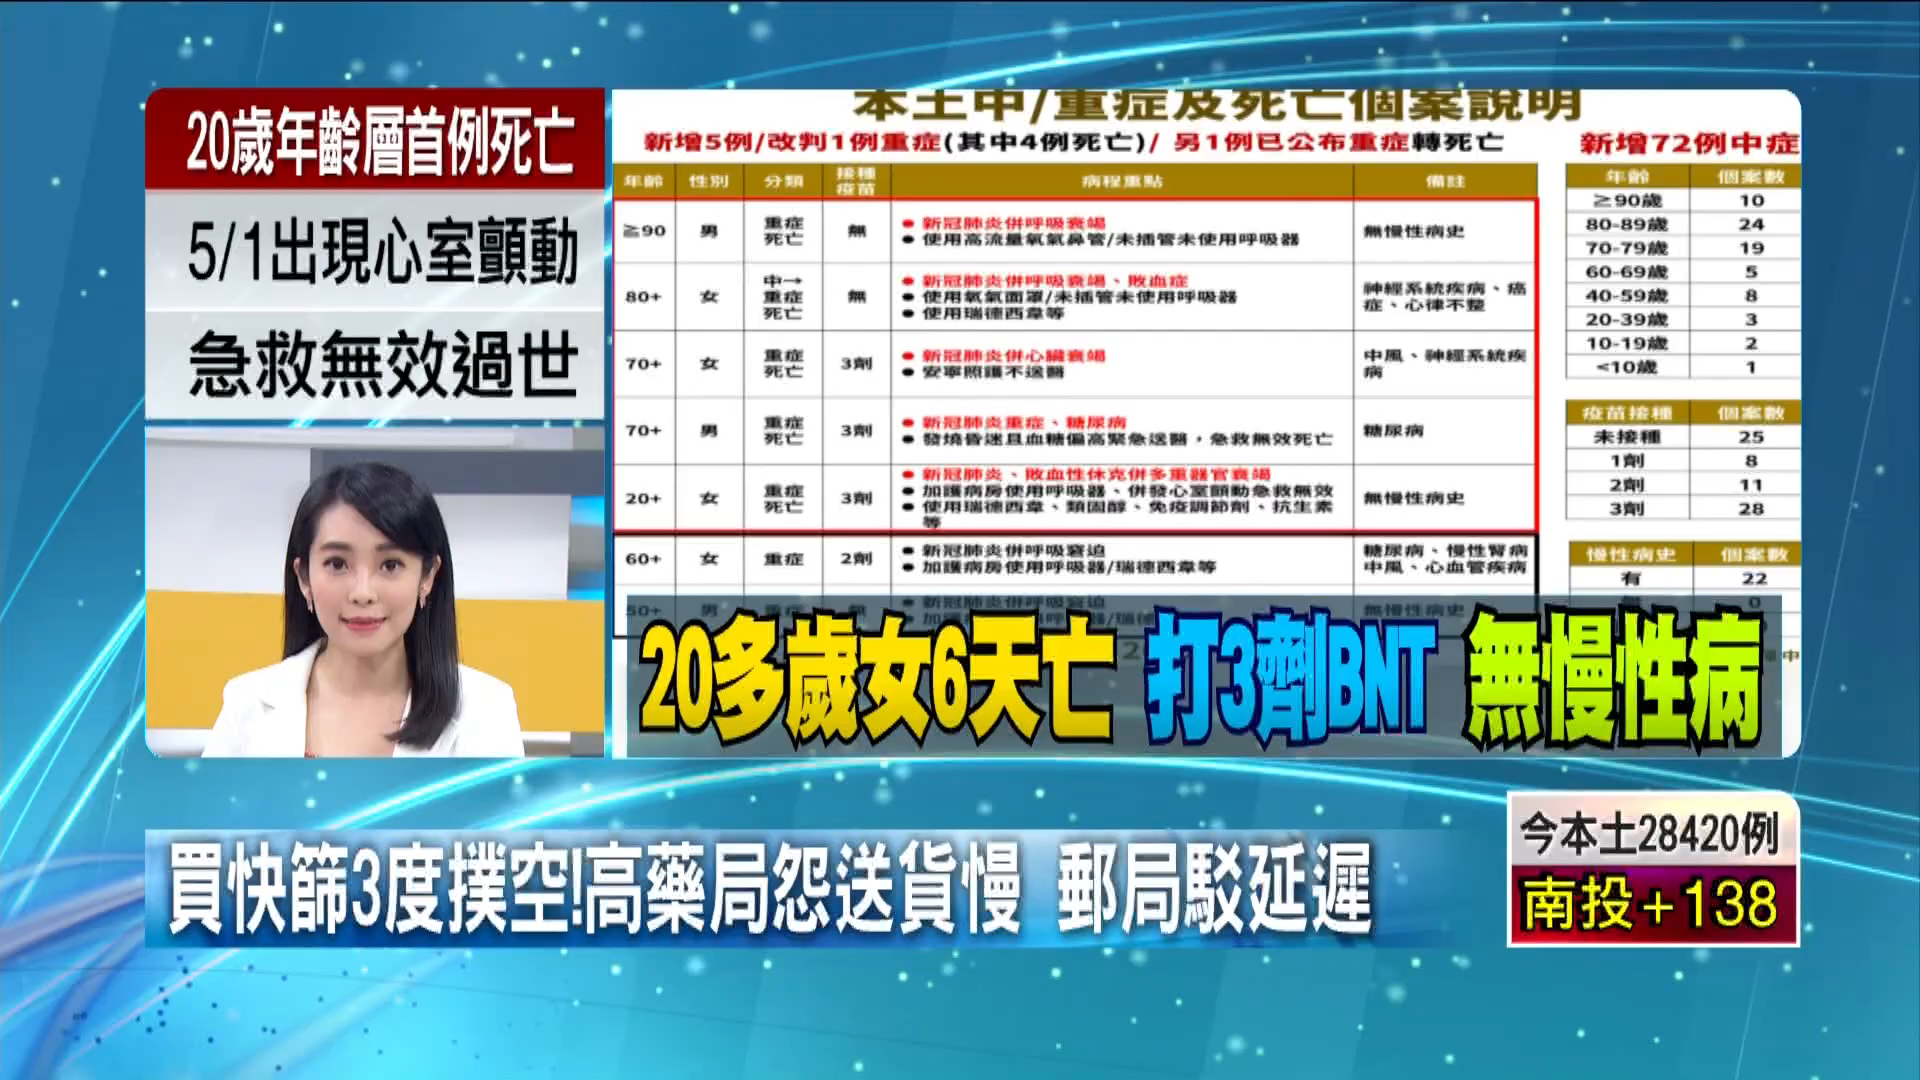 20歲年齡層首例死亡
5/1出現心室顫動
急救無效過世
本土中/重症及死亡個案說明
新增5例/改判1例重症(其中4例死亡)/ 另1例已公布重症轉死亡
年齡 性別 分類 接種疫苗 病程重點 備註
≧90 男 重症死亡 無 ●新冠肺炎併呼吸衰竭 無慢性病史
●使用高流量氧氣鼻管/未插管未使用呼吸器
80+ 女 中→重症死亡 無 ●新冠肺炎併呼吸衰竭、敗血症 神經系統疾病、癌症、心律不整
●使用氧氣面罩/未插管未使用呼吸器
●使用瑞德西韋等
70+ 女 重症死亡 3劑 ●新冠肺炎併心臟衰竭 中風、神經系統疾病
●安寧照護不送醫
70+ 男 重症死亡 3劑 ●新冠肺炎重症、糖尿病 糖尿病
●發燒昏迷且血糖偏高緊急送醫，急救無效死亡
20+ 女 重症死亡 3劑 ●新冠肺炎、敗血性休克併多重器官衰竭 無慢性病史
●加護病房使用呼吸器、併發心室顫動急救無效
●使用瑞德西韋、類固醇、免疫調節劑、抗生素等
60+ 女 重症 2劑 ●新冠肺炎併呼吸窘迫 糖尿病、慢性腎病
●加護病房使用呼吸器/瑞德西韋等 中風、心血管疾病
50+ 男 重症 無 ●新冠肺炎併呼吸窘迫 無慢性病史
新增72例中症
年齡 個案數
≧90歲 10
80-89歲 24
70-79歲 19
60-69歲 5
40-59歲 8
20-39歲 3
10-19歲 2
<10歲 1
疫苗接種 個案數
未接種 25
1劑 8
2劑 11
3劑 28
慢性病史 個案數
有 22
20多歲女6天亡 打3劑BNT 無慢性病
買快篩3度撲空!高藥局怨送貨慢 郵局駁延遲
今本土28420例
南投+138